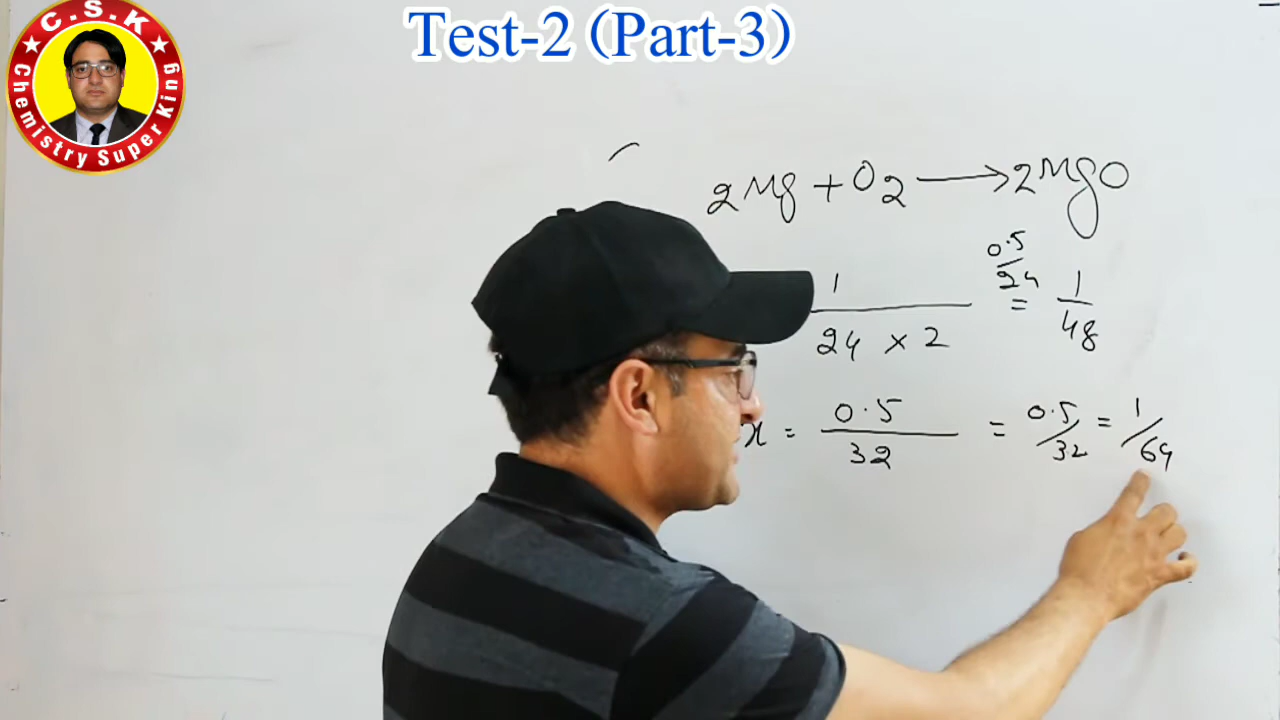 Test-2 (Part-3)
C.S.K
Chemistry Super King
2Mg + O2 → 2MgO
1 / 24 × 2 = 1/48
0.5/24
x = 0.5 / 32 = 0.5/32 = 1/64